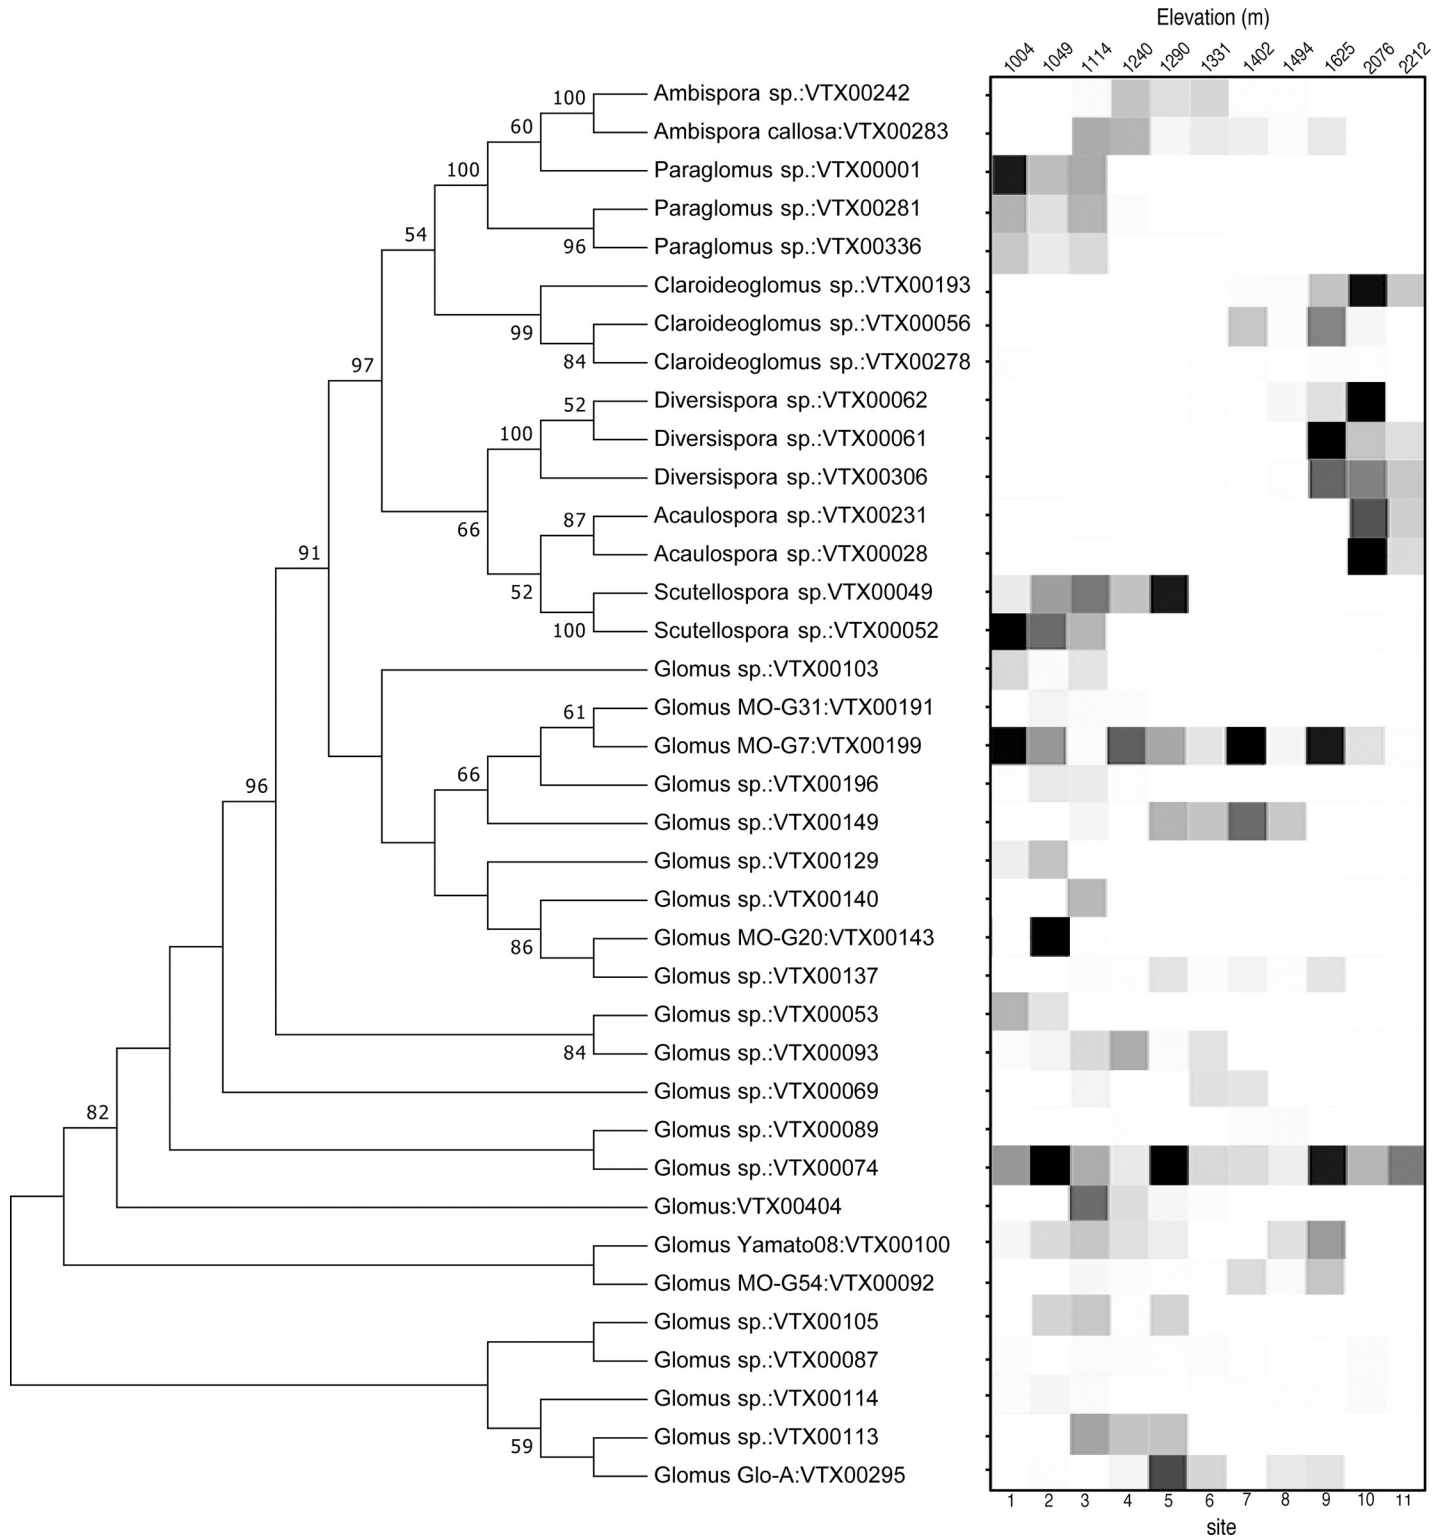 Elevation (m)
1004 1049 1114 1240 1290 1331 1402 1494 1625 2076 2212
100 Ambispora sp.:VTX00242
60 Ambispora callosa:VTX00283
100 Paraglomus sp.:VTX00001
Paraglomus sp.:VTX00281
54 96 Paraglomus sp.:VTX00336
Claroideoglomus sp.:VTX00193
99 Claroideoglomus sp.:VTX00056
97 84 Claroideoglomus sp.:VTX00278
52 Diversispora sp.:VTX00062
100 Diversispora sp.:VTX00061
Diversispora sp.:VTX00306
66 87 Acaulospora sp.:VTX00231
91 Acaulospora sp.:VTX00028
52 Scutellospora sp.VTX00049
100 Scutellospora sp.:VTX00052
Glomus sp.:VTX00103
61 Glomus MO-G31:VTX00191
Glomus MO-G7:VTX00199
96 66 Glomus sp.:VTX00196
Glomus sp.:VTX00149
Glomus sp.:VTX00129
Glomus sp.:VTX00140
86 Glomus MO-G20:VTX00143
Glomus sp.:VTX00137
Glomus sp.:VTX00053
84 Glomus sp.:VTX00093
Glomus sp.:VTX00069
82 Glomus sp.:VTX00089
Glomus sp.:VTX00074
Glomus:VTX00404
Glomus Yamato08:VTX00100
Glomus MO-G54:VTX00092
Glomus sp.:VTX00105
Glomus sp.:VTX00087
Glomus sp.:VTX00114
59 Glomus sp.:VTX00113
Glomus Glo-A:VTX00295
1 2 3 4 5 6 7 8 9 10 11
site